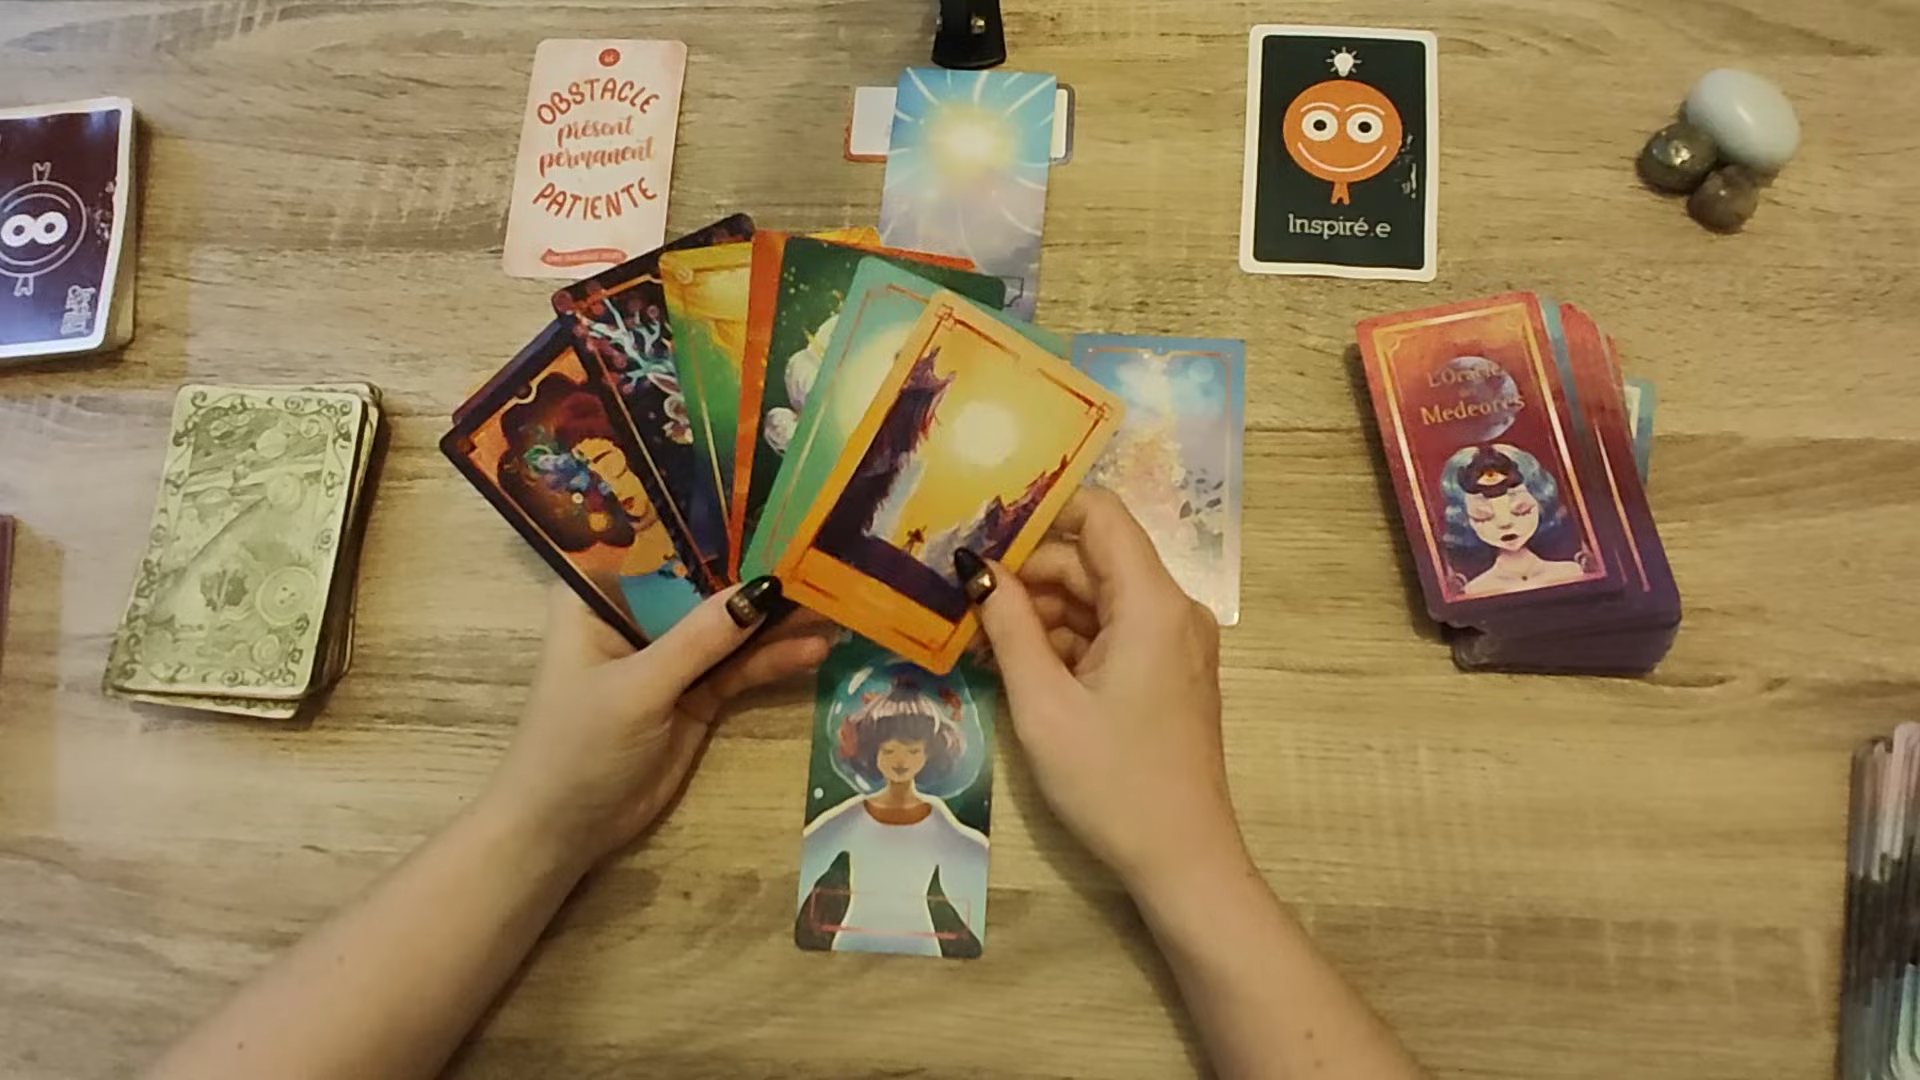 OBSTACLE
présent
permanent
PATIENTE
Inspiré.e
L'Oracle
Medeores